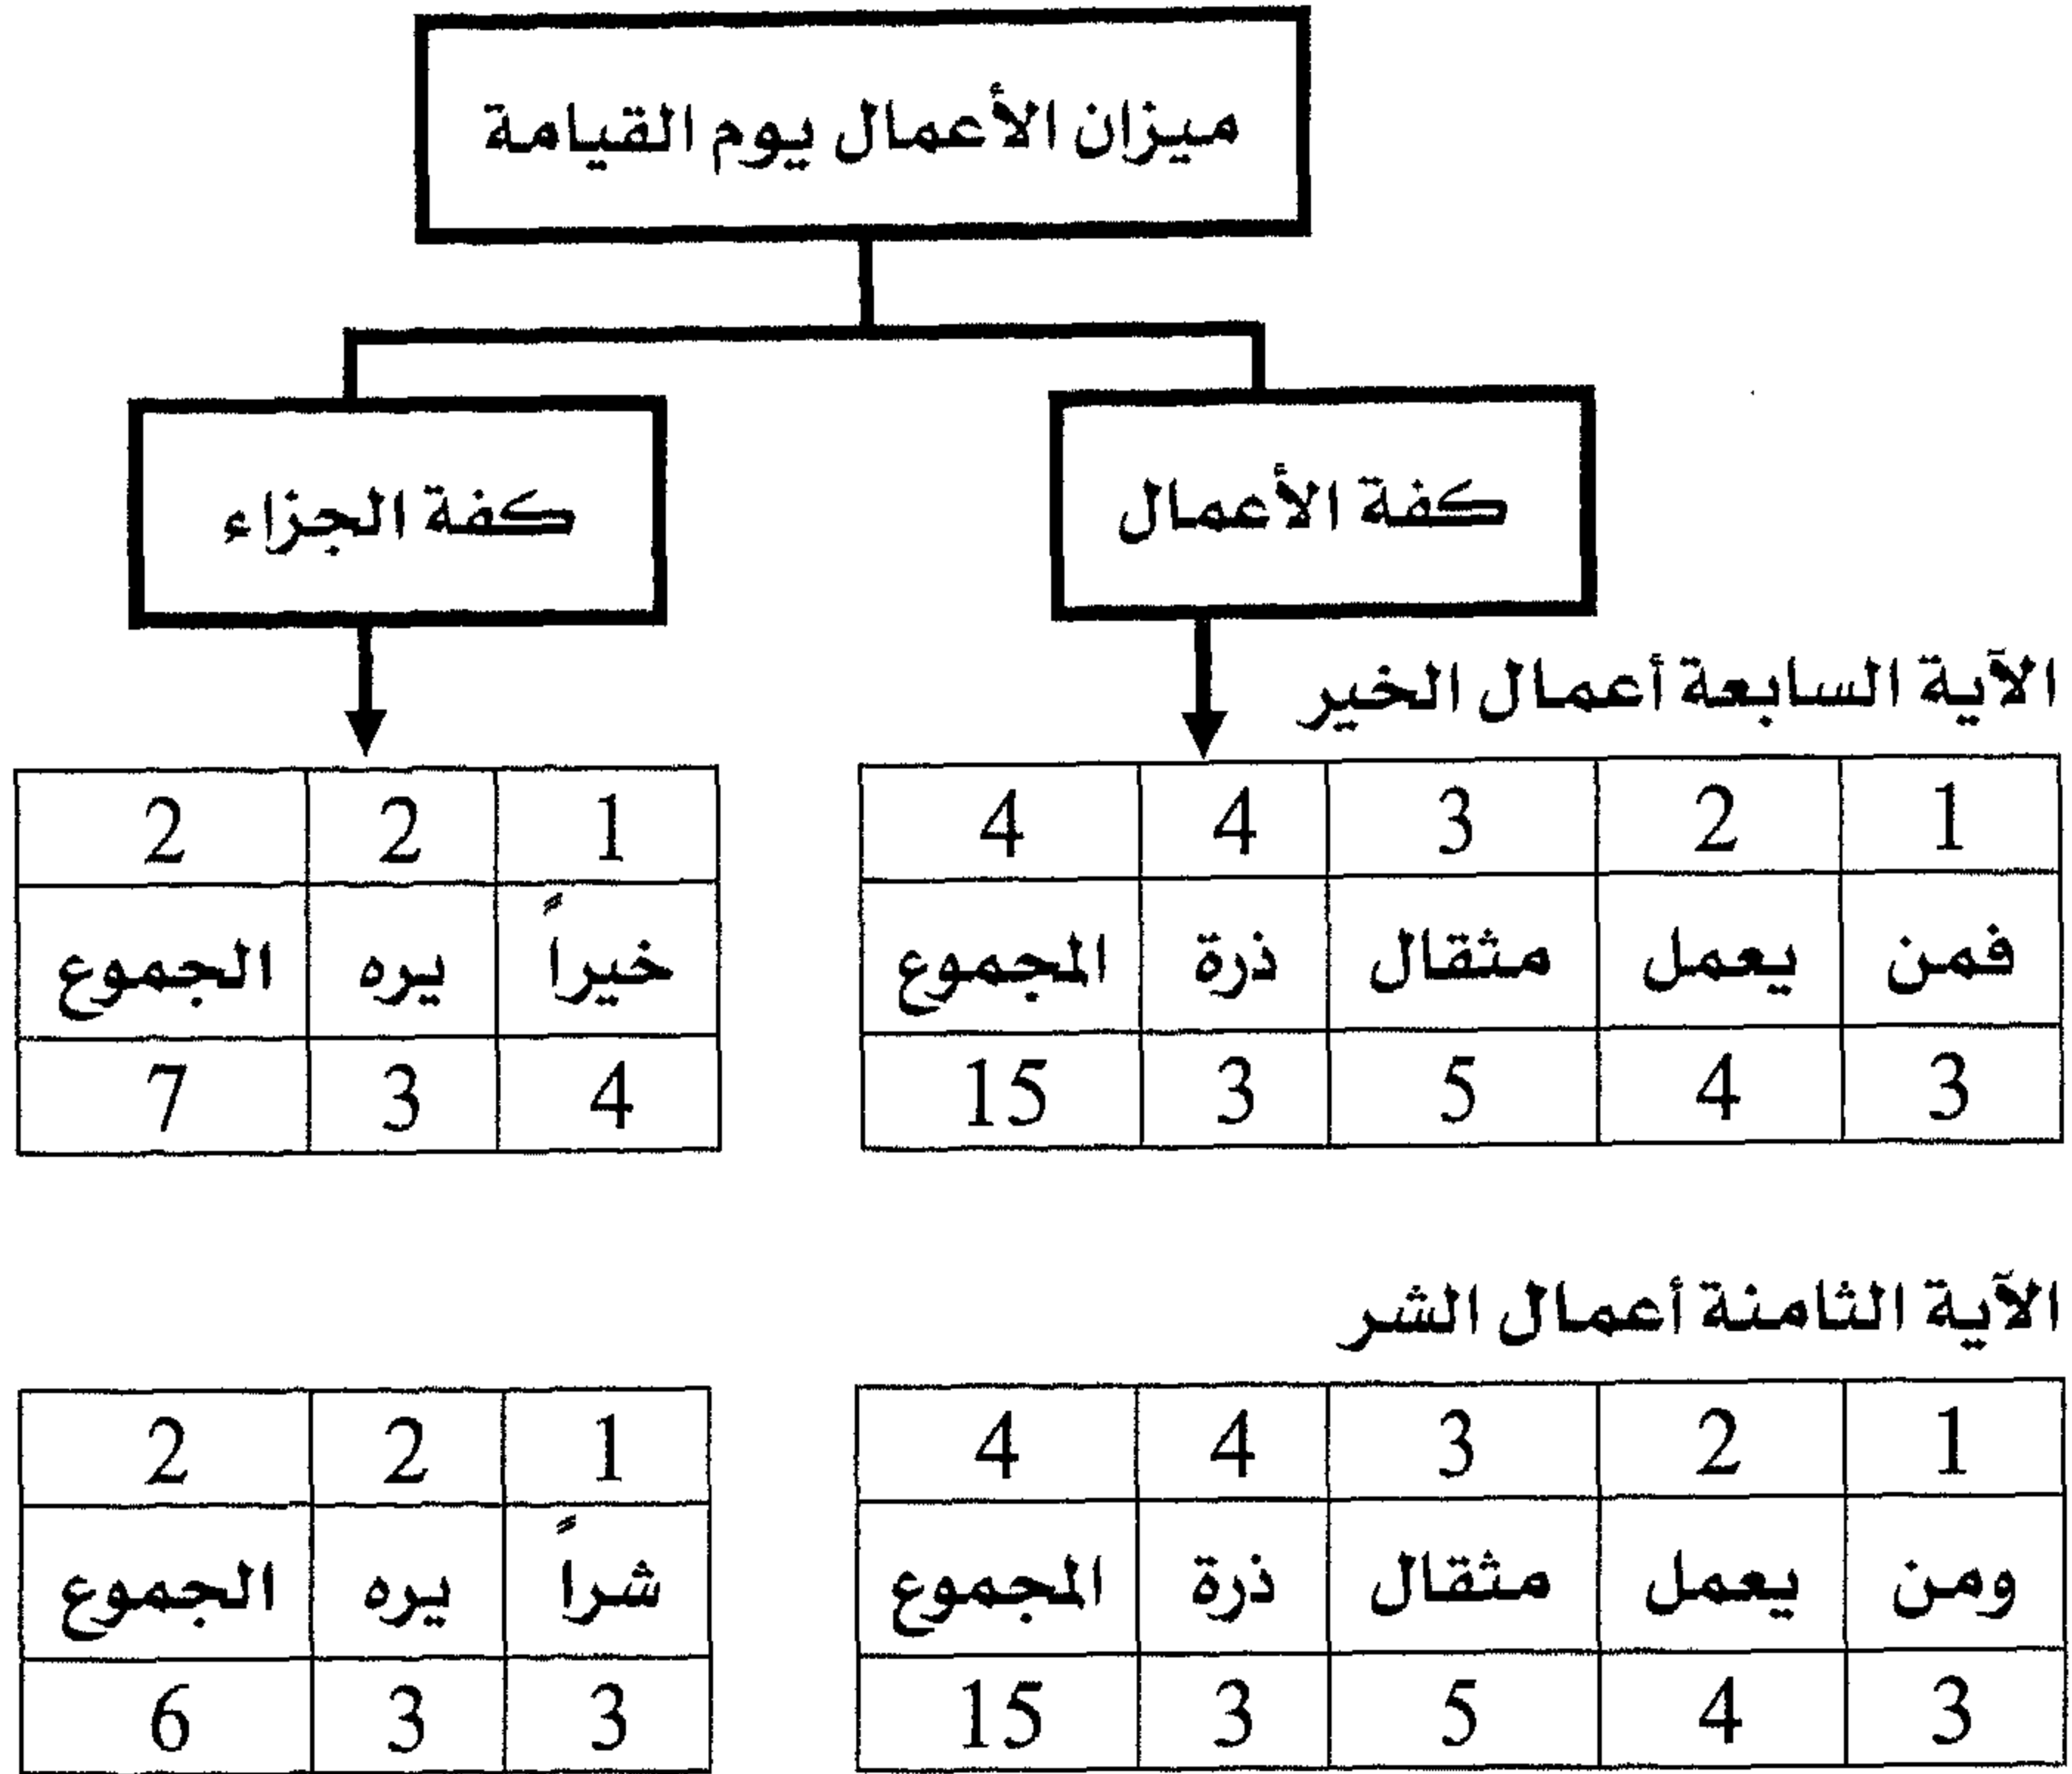 ميزان الأعمال يوم القيامة
كفة الأعمال
كفة الجزاء
الآية السابعة أعمال الخير
1 2 3 4 4
فمن يعمل مثقال ذرة المجموع
3 4 5 3 15
1 2 2
خيراً يره الجموع
4 3 7
الآية الثامنة أعمال الشر
1 2 3 4 4
ومن يعمل مثقال ذرة المجموع
3 4 5 3 15
1 2 2
شراً يره الجموع
3 3 6